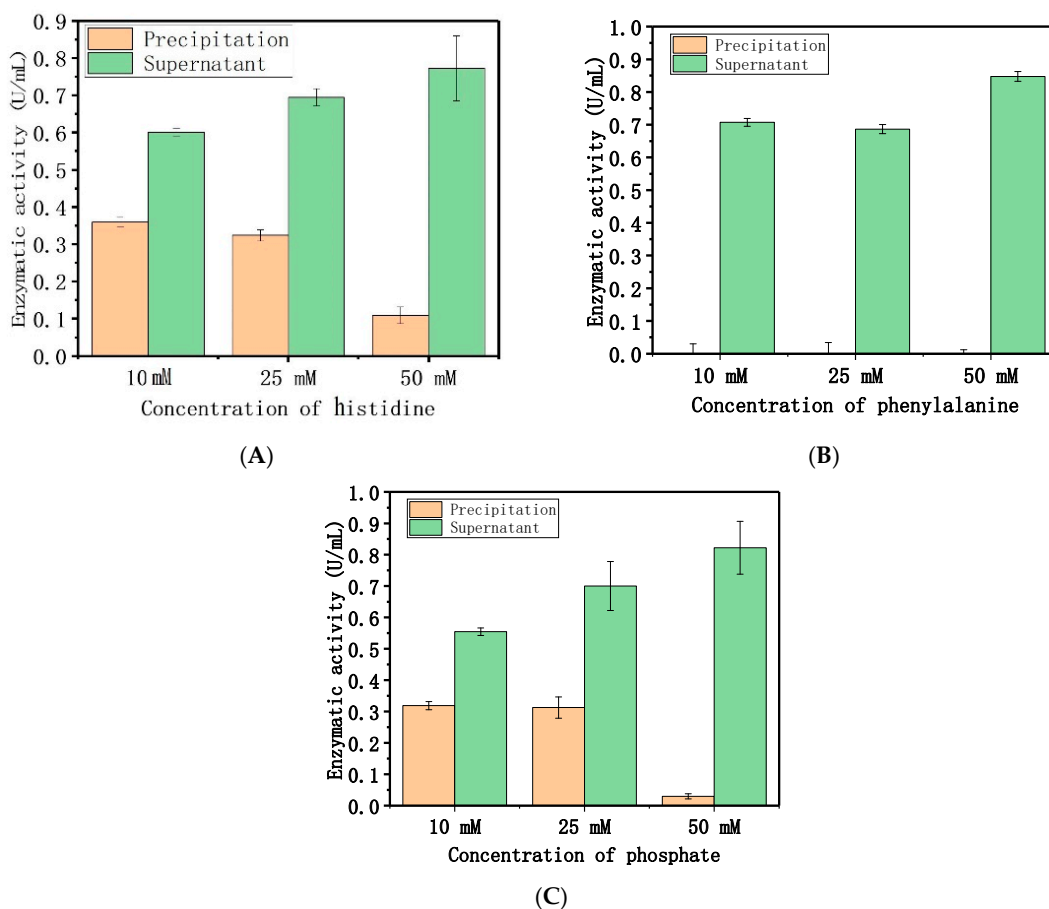 Enzymatic activity (U/mL)
0.9
0.8
0.7
0.6
0.5
0.4
0.3
0.2
0.1
0.0
Precipitation
Supernatant
10 mM
25 mM
50 mM
Concentration of histidine
(A)
Enzymatic activity (U/mL)
1.0
0.9
0.8
0.7
0.6
0.5
0.4
0.3
0.2
0.1
0.0
Precipitation
Supernatant
10 mM
25 mM
50 mM
Concentration of phenylalanine
(B)
Enzymatic activity (U/mL)
1.0
0.9
0.8
0.7
0.6
0.5
0.4
0.3
0.2
0.1
0.0
Precipitation
Supernatant
10 mM
25 mM
50 mM
Concentration of phosphate
(C)